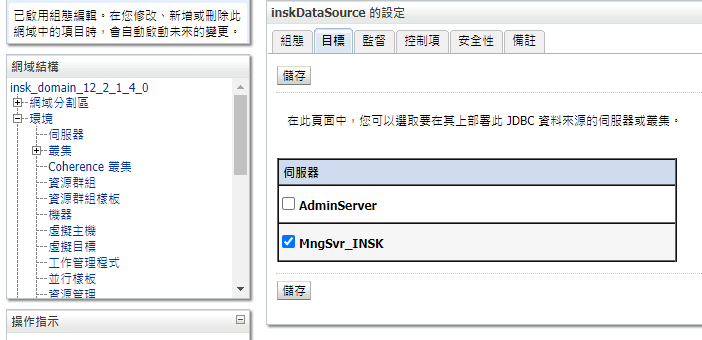 已啟用組態編輯。在您修改、新增或刪除此
網域中的項目時，會自動啟動未來的變更。
網域結構
insk_domain_12_2_1_4_0
網域分割區
環境
伺服器
叢集
Coherence 叢集
資源群組
資源群組樣板
機器
虛擬主機
虛擬目標
工作管理程式
並行樣板
資源管理
操作指示
inskDataSource 的設定
組態 目標 監督 控制項 安全性 備註
儲存
在此頁面中，您可以選取要在其上部署此 JDBC 資料來源的伺服器或叢集。
伺服器
AdminServer
MngSvr_INSK
儲存